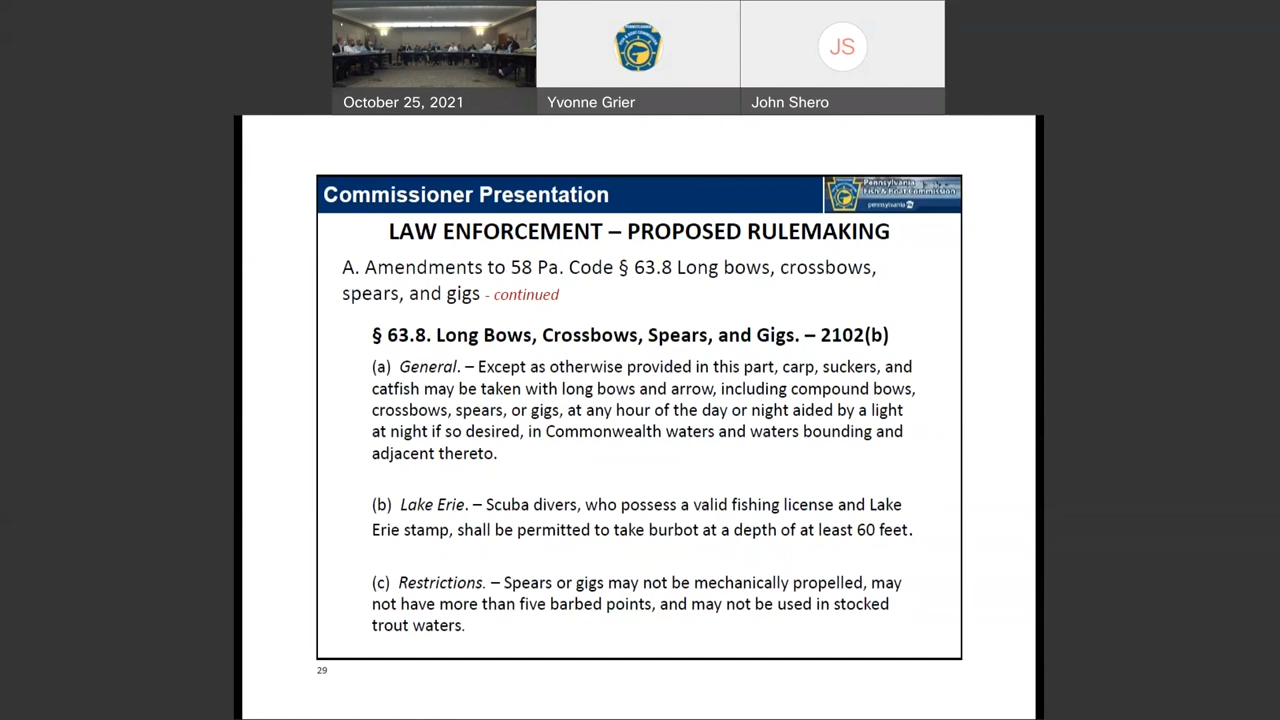 October 25, 2021
Yvonne Grier
JS
John Shero
Commissioner Presentation
Pennsylvania
Fish & Boat Commission
pennsylvania
LAW ENFORCEMENT – PROPOSED RULEMAKING
A. Amendments to 58 Pa. Code § 63.8 Long bows, crossbows,
spears, and gigs - continued
§ 63.8. Long Bows, Crossbows, Spears, and Gigs. – 2102(b)
(a) General. – Except as otherwise provided in this part, carp, suckers, and
catfish may be taken with long bows and arrow, including compound bows,
crossbows, spears, or gigs, at any hour of the day or night aided by a light
at night if so desired, in Commonwealth waters and waters bounding and
adjacent thereto.
(b) Lake Erie. – Scuba divers, who possess a valid fishing license and Lake
Erie stamp, shall be permitted to take burbot at a depth of at least 60 feet.
(c) Restrictions. – Spears or gigs may not be mechanically propelled, may
not have more than five barbed points, and may not be used in stocked
trout waters.
29